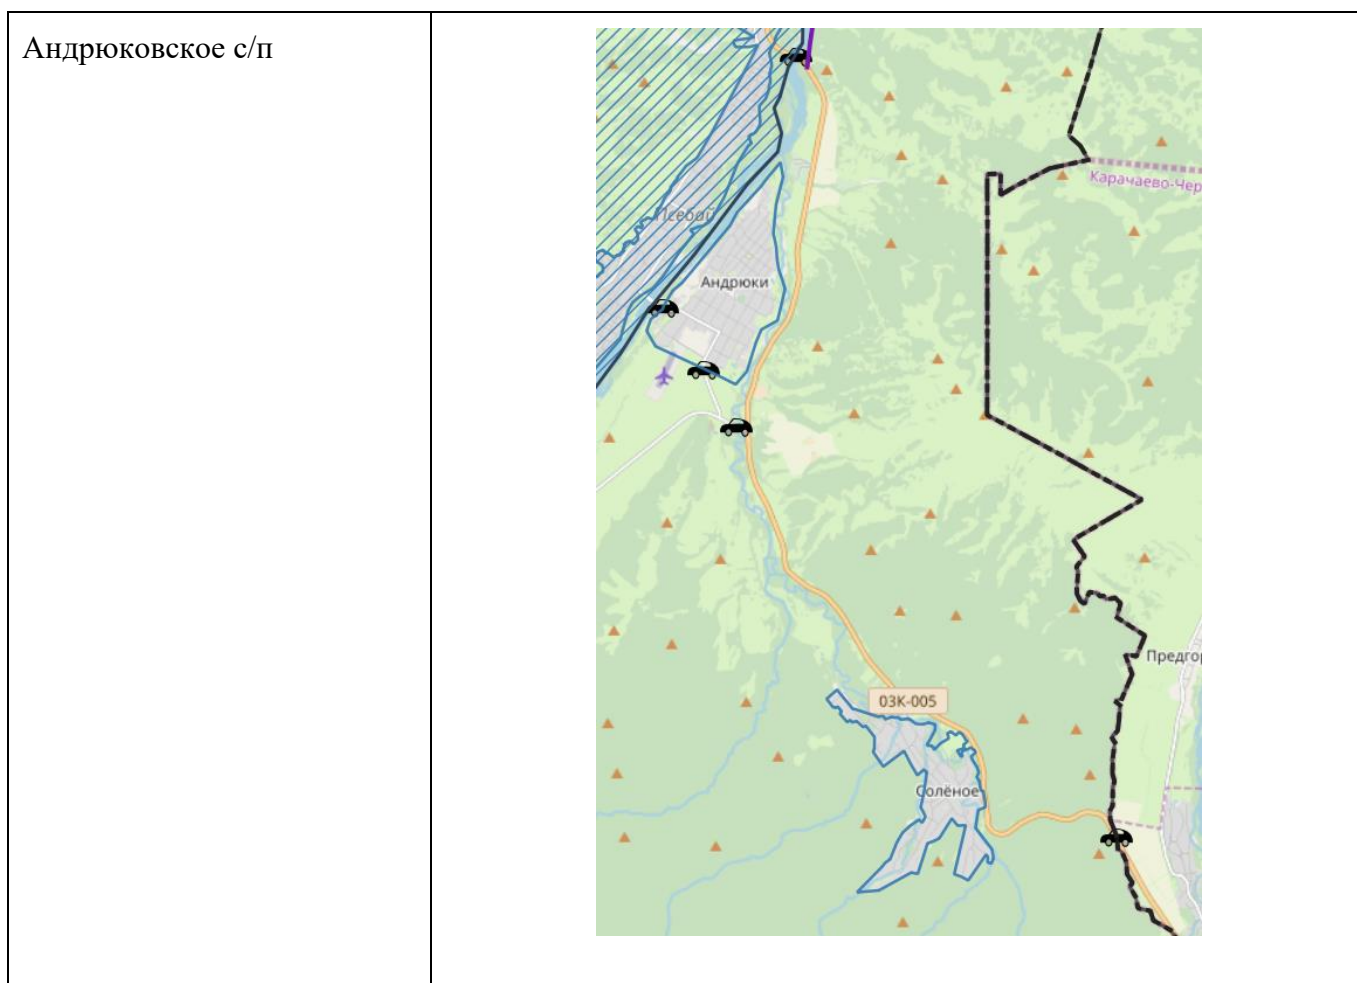 Андрюковское с/п
Карачаево-Чер
Псебай
Андрюки
Предгор
03К-005
Солёное